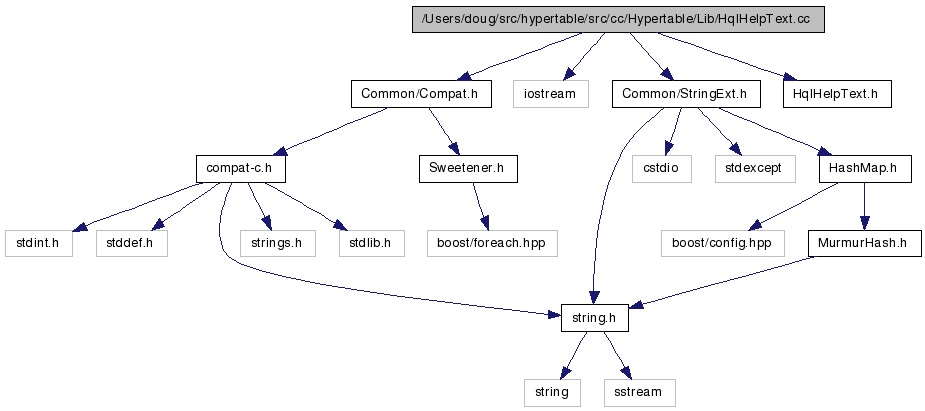 /Users/doug/src/hypertable/src/cc/Hypertable/Lib/HqlHelpText.cc
Common/Compat.h
iostream
Common/StringExt.h
HqlHelpText.h
compat-c.h
Sweetener.h
cstdio
stdexcept
HashMap.h
stdint.h
stddef.h
strings.h
stdlib.h
boost/foreach.hpp
boost/config.hpp
MurmurHash.h
string.h
string
sstream